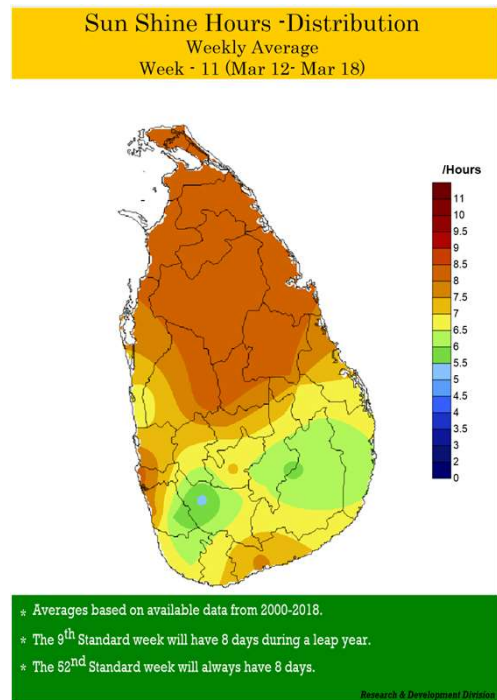 Sun Shine Hours -Distribution
Weekly Average
Week - 11 (Mar 12- Mar 18)
/Hours
11
10
9.5
9
8.5
8
7.5
7
6.5
6
5.5
5
4.5
4
3.5
3
2
0
* Averages based on available data from 2000-2018.
* The 9th Standard week will have 8 days during a leap year.
* The 52nd Standard week will always have 8 days.
Research & Development Division